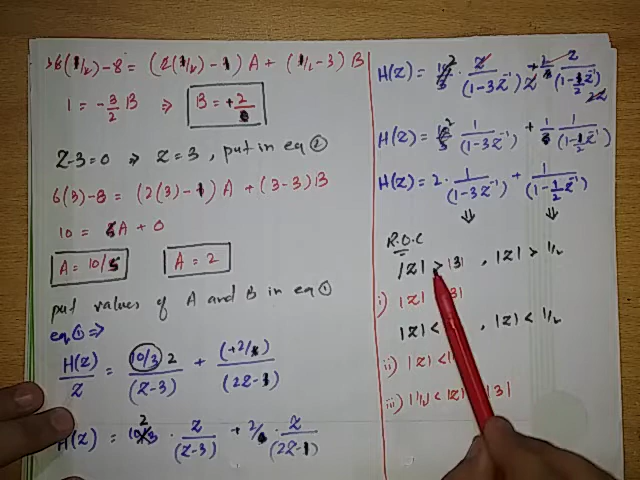 6(1/2)-8 = (2(1/2)-1) A + (1/2-3) B
1 = -3/2 B ⇒ B = +2/
Z-3=0 ⇒ Z = 3, put in eq ②
6(3)-8 = (2(3)-1) A + (3-3) B
10 = 5A + 0
A = 10/5 A = 2
put values of A and B in eq ①
eq ① ⇒
H(z)/z = 10/3 2/(z-3) + (+2/)/(2z-1)
H(z) = 2 10/3 · z/(z-3) + 2/ · z/(2z-1)
H(z) = 2 · z/(1-3z⁻¹)z + 2 z/(1-1/2 z⁻¹) 2z
H(z) = 2 · 1/(1-3z⁻¹) + 1 1/(1-1/2 z⁻¹)
H(z) = 2 · 1/(1-3z⁻¹) + 1/(1-1/2 z⁻¹)
⇓ ⇓
R.O.C
|z| > |3| , |z| > 1/2
i) |z| 3|
|z| < , |z| < 1/2
ii) |z| < |1
iii) |1/2| < |z| |3|